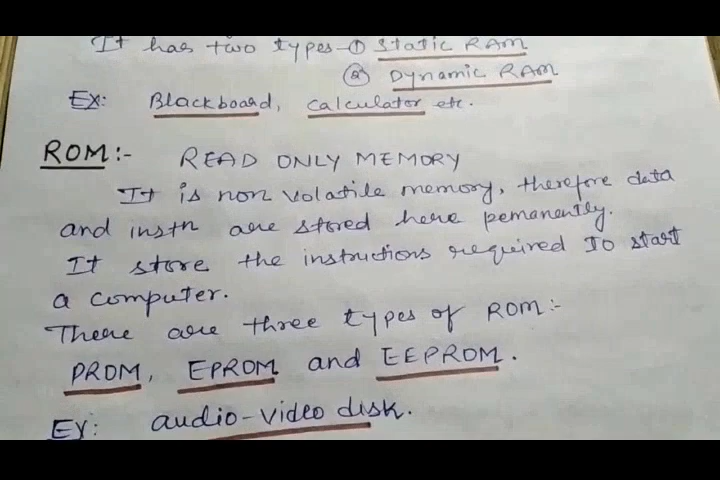 It has two types - ① Static RAM
② Dynamic RAM
Ex: Blackboard, calculator etc.
ROM:- READ ONLY MEMORY
It is non volatile memory, therefore data
and instn are stored here pemanently.
It store the instructions required to start
a computer.
There are three types of ROM:-
PROM, EPROM and EEPROM.
Ex: audio-video disk.